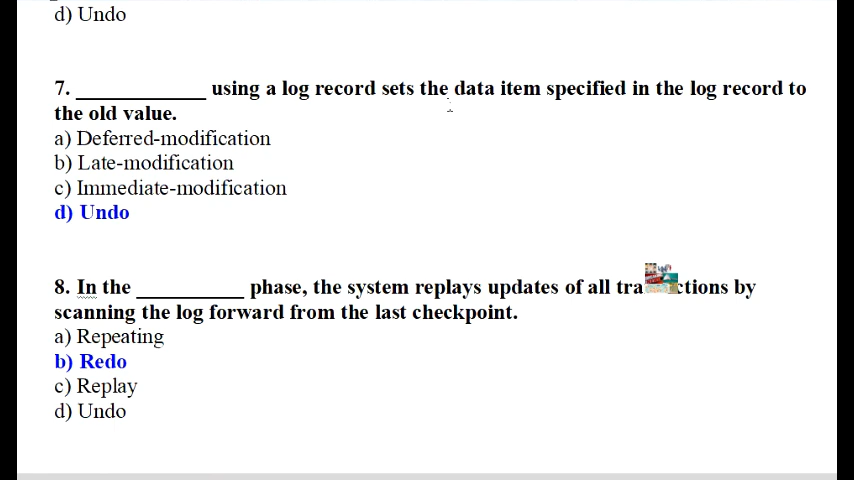 d) Undo
7. ____________ using a log record sets the data item specified in the log record to
the old value.
a) Deferred-modification
b) Late-modification
c) Immediate-modification
d) Undo
8. In the __________ phase, the system replays updates of all tra ctions by
scanning the log forward from the last checkpoint.
a) Repeating
b) Redo
c) Replay
d) Undo